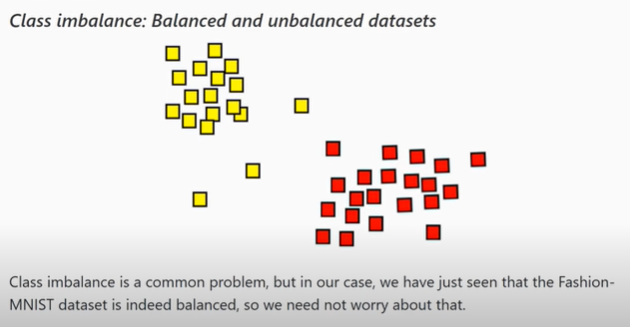 Class imbalance: Balanced and unbalanced datasets
Class imbalance is a common problem, but in our case, we have just seen that the Fashion-
MNIST dataset is indeed balanced, so we need not worry about that.